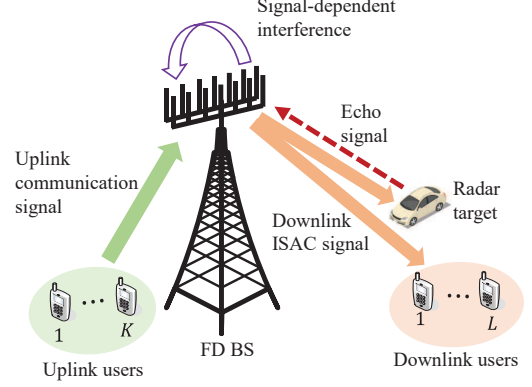 Signal-dependent
interference
Echo
signal
Uplink
communication
signal
Radar
target
Downlink
ISAC signal
1
...
K
Uplink users
FD BS
1
...
L
Downlink users